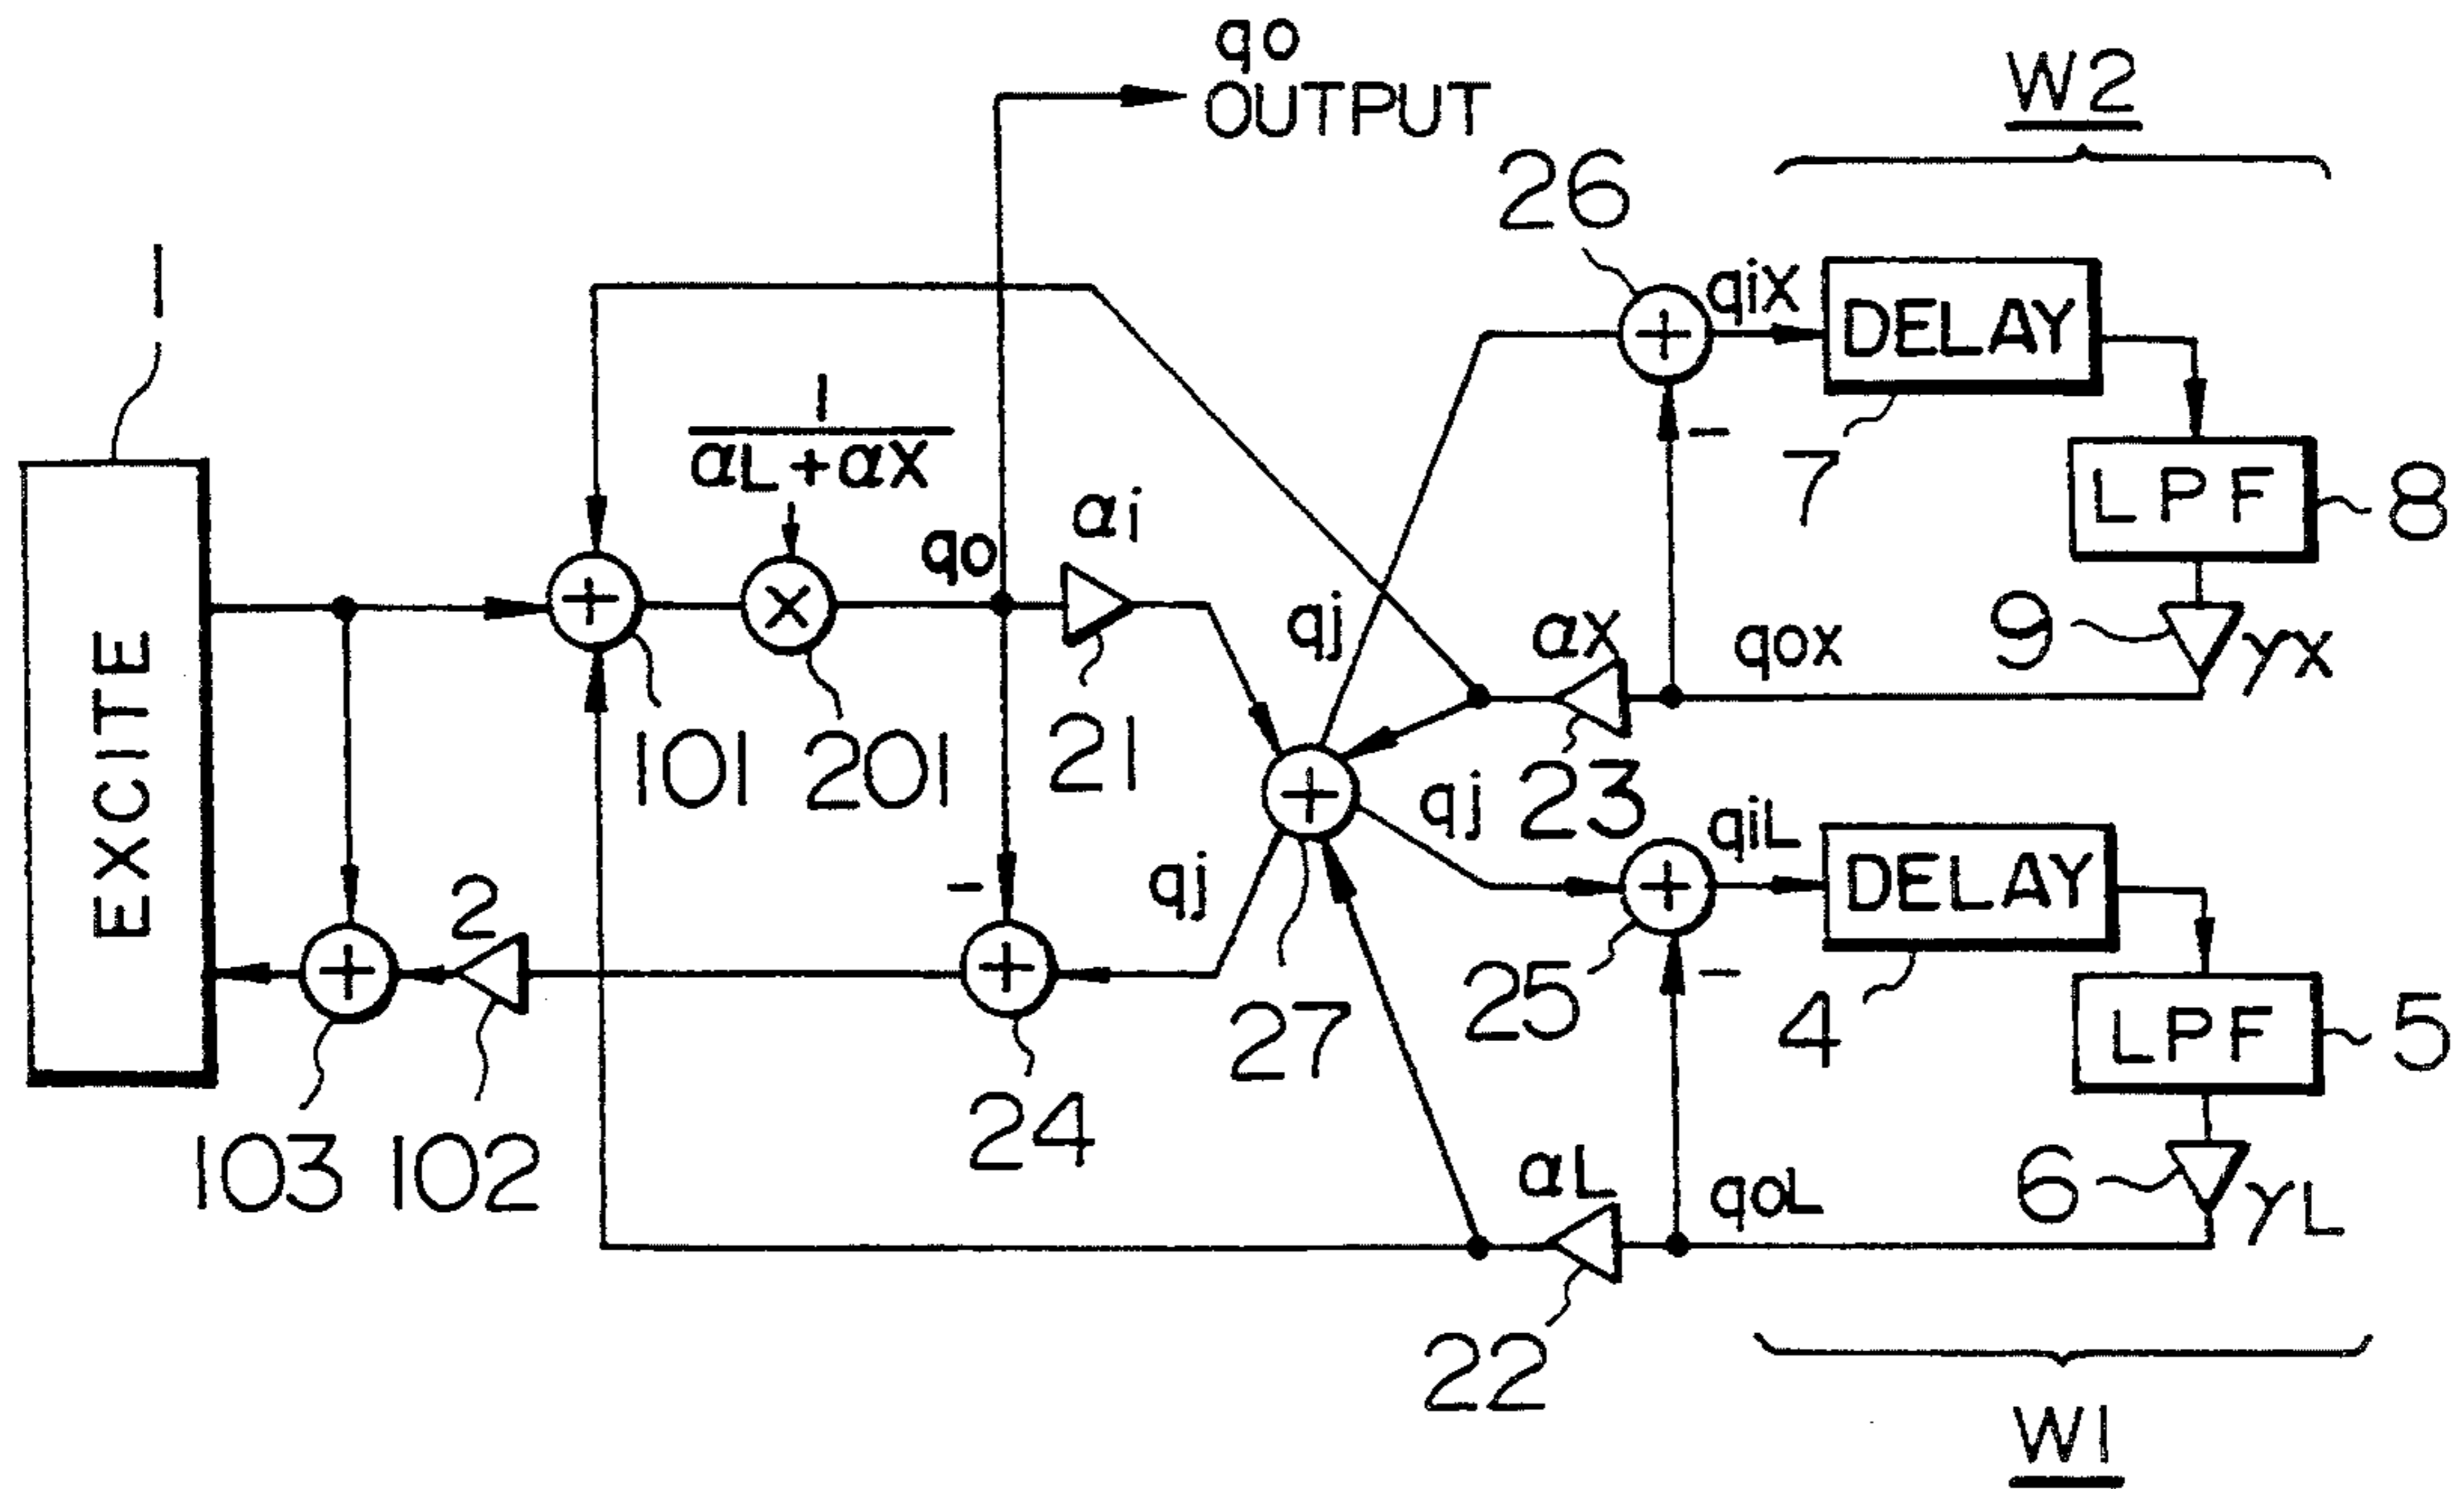 qo
OUTPUT
W2
26
1
qiX
DELAY
1
αL+αX
7
LPF
8
αi
qo
+
×
qj
αX
qoX
9
γX
EXCITE
101
201
21
+
qj
23
qiL
DELAY
-
qj
2
+
25
-
4
LPF
5
27
24
103
102
αL
qoL
6
γL
22
W1